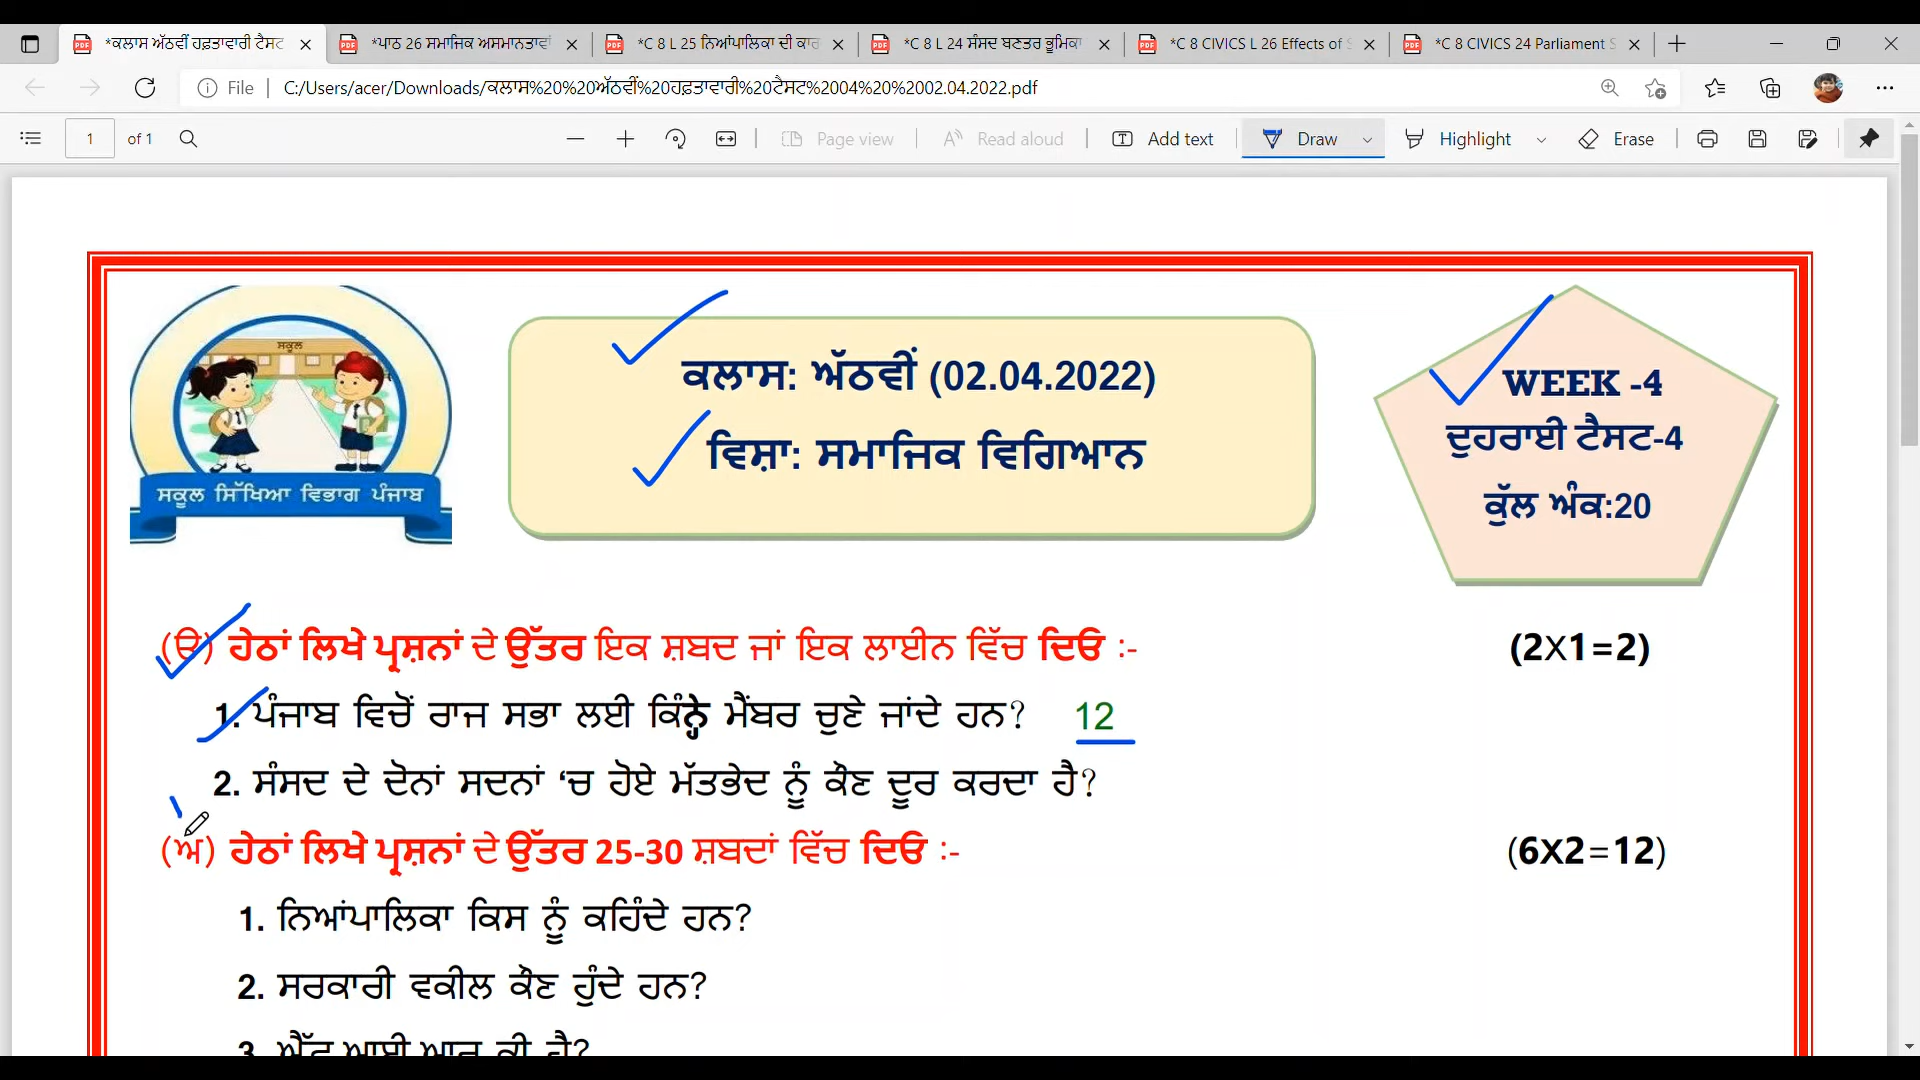 *ਕਲਾਸ ਅੱਠਵੀਂ ਹਫ਼ਤਾਵਾਰੀ ਟੈਸਟ
*ਪਾਠ 26 ਸਮਾਜਿਕ ਅਸਮਾਨਤਾਵਾਂ
*C 8 L 25 ਨਿਆਂਪਾਲਿਕਾ ਦੀ ਕਾਰ
*C 8 L 24 ਸੰਸਦ ਬਣਤਰ ਭੂਮਿਕਾ
*C 8 CIVICS L 26 Effects of S
*C 8 CIVICS 24 Parliament S
File
C:/Users/acer/Downloads/ਕਲਾਸ%20%20ਅੱਠਵੀਂ%20ਹਫ਼ਤਾਵਾਰੀ%20ਟੈਸਟ%2004%20%2002.04.2022.pdf
1 of 1
Page view
Read aloud
Add text
Draw
Highlight
Erase
ਸਕੂਲ
ਸਕੂਲ ਸਿੱਖਿਆ ਵਿਭਾਗ ਪੰਜਾਬ
ਕਲਾਸ: ਅੱਠਵੀਂ (02.04.2022)
ਵਿਸ਼ਾ: ਸਮਾਜਿਕ ਵਿਗਿਆਨ
WEEK -4
ਦੁਹਰਾਈ ਟੈਸਟ-4
ਕੁੱਲ ਅੰਕ:20
(ੳ) ਹੇਠਾਂ ਲਿਖੇ ਪ੍ਰਸ਼ਨਾਂ ਦੇ ਉੱਤਰ ਇਕ ਸ਼ਬਦ ਜਾਂ ਇਕ ਲਾਈਨ ਵਿੱਚ ਦਿਓ :- (2X1=2)
1. ਪੰਜਾਬ ਵਿਚੋਂ ਰਾਜ ਸਭਾ ਲਈ ਕਿੰਨ੍ਹੇ ਮੈਂਬਰ ਚੁਣੇ ਜਾਂਦੇ ਹਨ? 12
2. ਸੰਸਦ ਦੇ ਦੋਨਾਂ ਸਦਨਾਂ ‘ਚ ਹੋਏ ਮੱਤਭੇਦ ਨੂੰ ਕੌਣ ਦੂਰ ਕਰਦਾ ਹੈ?
(ਅ) ਹੇਠਾਂ ਲਿਖੇ ਪ੍ਰਸ਼ਨਾਂ ਦੇ ਉੱਤਰ 25-30 ਸ਼ਬਦਾਂ ਵਿੱਚ ਦਿਓ :- (6X2=12)
1. ਨਿਆਂਪਾਲਿਕਾ ਕਿਸ ਨੂੰ ਕਹਿੰਦੇ ਹਨ?
2. ਸਰਕਾਰੀ ਵਕੀਲ ਕੌਣ ਹੁੰਦੇ ਹਨ?
3. ਐੱਫ਼ ਆਈ ਆਰ ਕੀ ਹੈ?